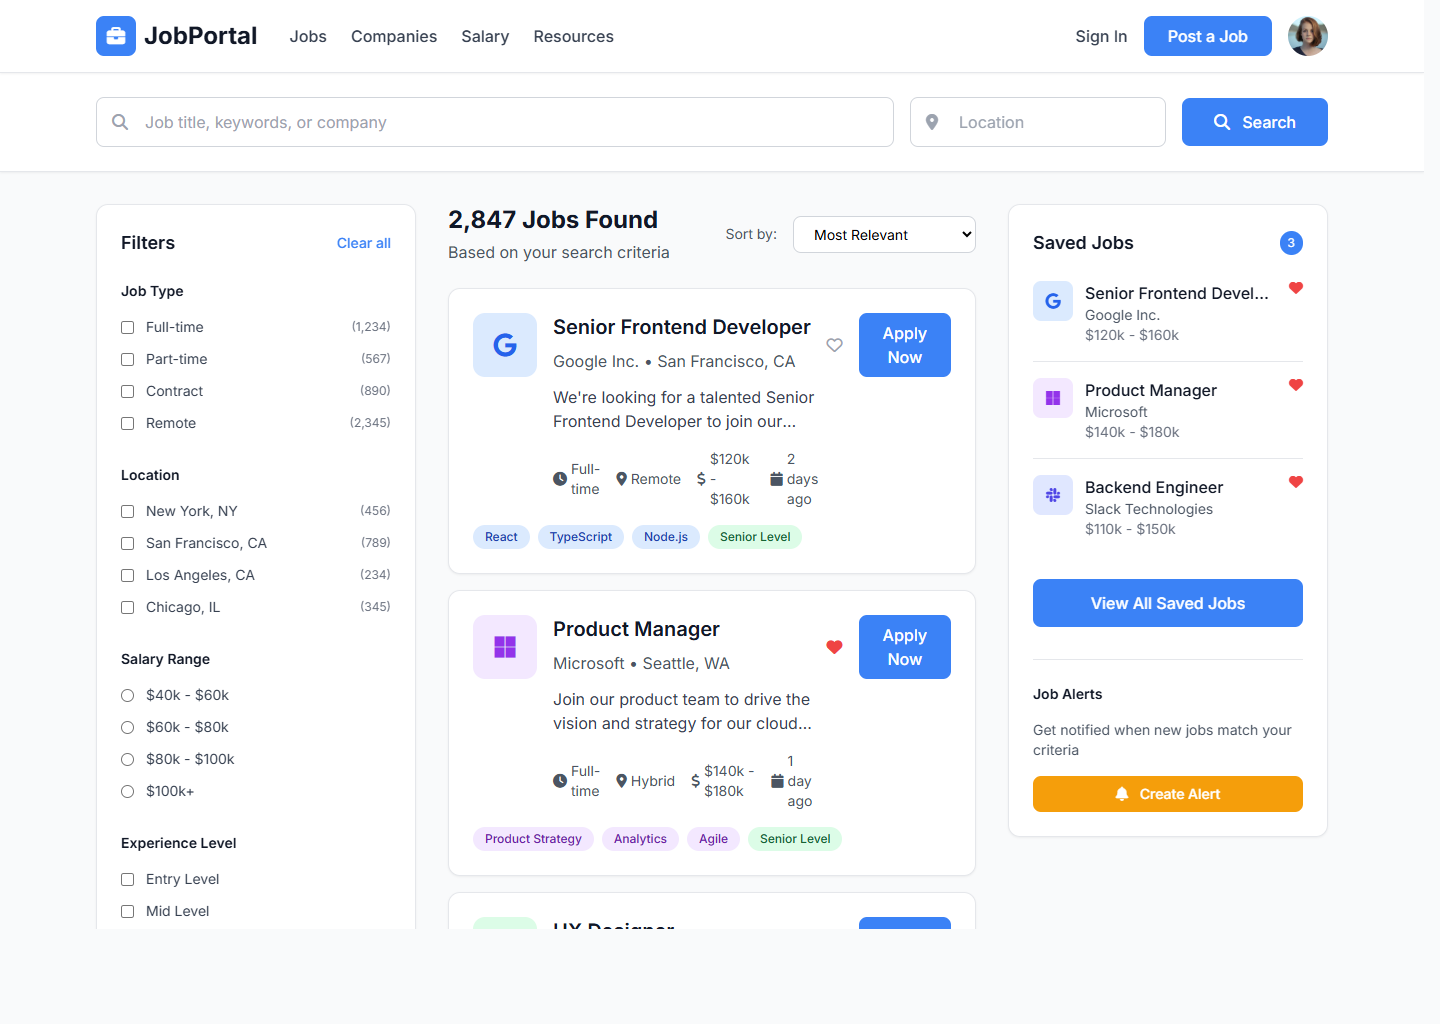 JobPortal
Jobs
Companies
Salary
Resources
Sign In
Post a Job
Job title, keywords, or company
Location
Search
Filters
Clear all
Job Type
Full-time (1,234)
Part-time (567)
Contract (890)
Remote (2,345)
Location
New York, NY (456)
San Francisco, CA (789)
Los Angeles, CA (234)
Chicago, IL (345)
Salary Range
$40k - $60k
$60k - $80k
$80k - $100k
$100k+
Experience Level
Entry Level
Mid Level
2,847 Jobs Found
Based on your search criteria
Sort by:
Most Relevant
Senior Frontend Developer
Google Inc. • San Francisco, CA
We're looking for a talented Senior
Frontend Developer to join our...
Full-
time
Remote
$120k
-
$160k
2
days
ago
Apply
Now
React
TypeScript
Node.js
Senior Level
Product Manager
Microsoft • Seattle, WA
Join our product team to drive the
vision and strategy for our cloud...
Full-
time
Hybrid
$140k -
$180k
1
day
ago
Apply
Now
Product Strategy
Analytics
Agile
Senior Level
UX Designer
Saved Jobs
3
Senior Frontend Devel...
Google Inc.
$120k - $160k
Product Manager
Microsoft
$140k - $180k
Backend Engineer
Slack Technologies
$110k - $150k
View All Saved Jobs
Job Alerts
Get notified when new jobs match your
criteria
Create Alert